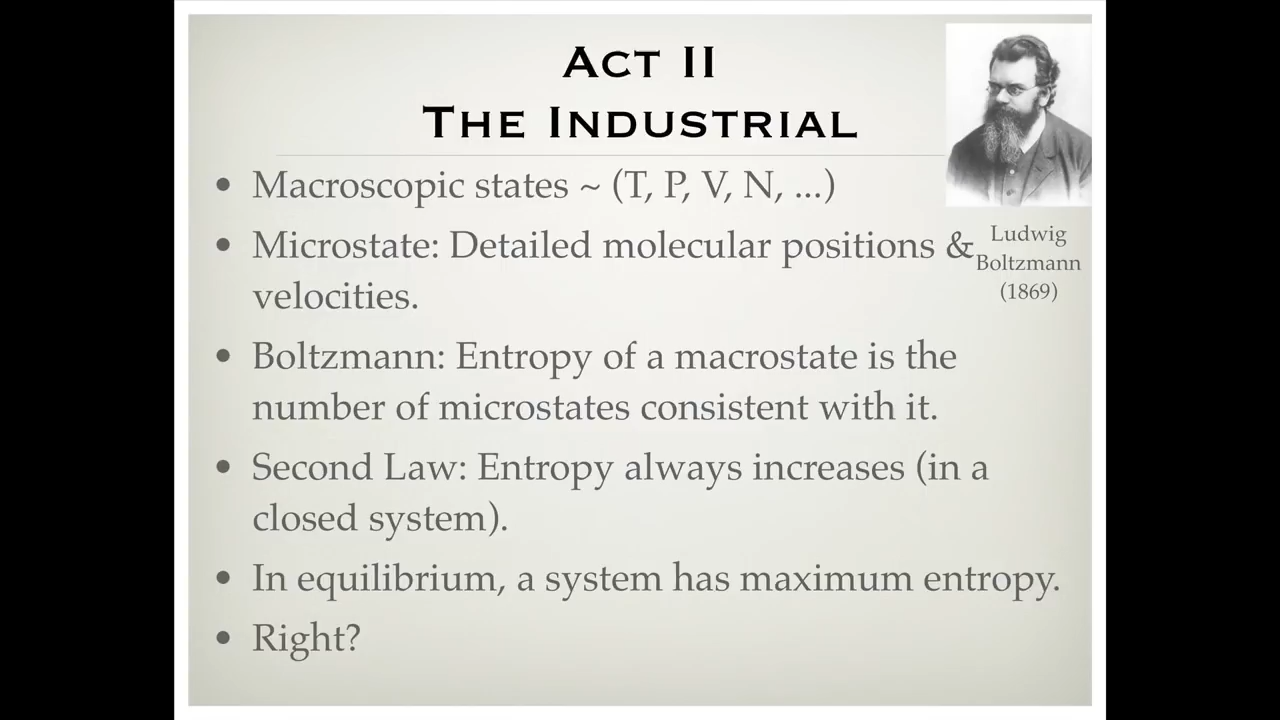 Act II
The Industrial
• Macroscopic states ~ (T, P, V, N, ...)
• Microstate: Detailed molecular positions &
velocities.
Ludwig
Boltzmann
(1869)
• Boltzmann: Entropy of a macrostate is the
number of microstates consistent with it.
• Second Law: Entropy always increases (in a
closed system).
• In equilibrium, a system has maximum entropy.
• Right?